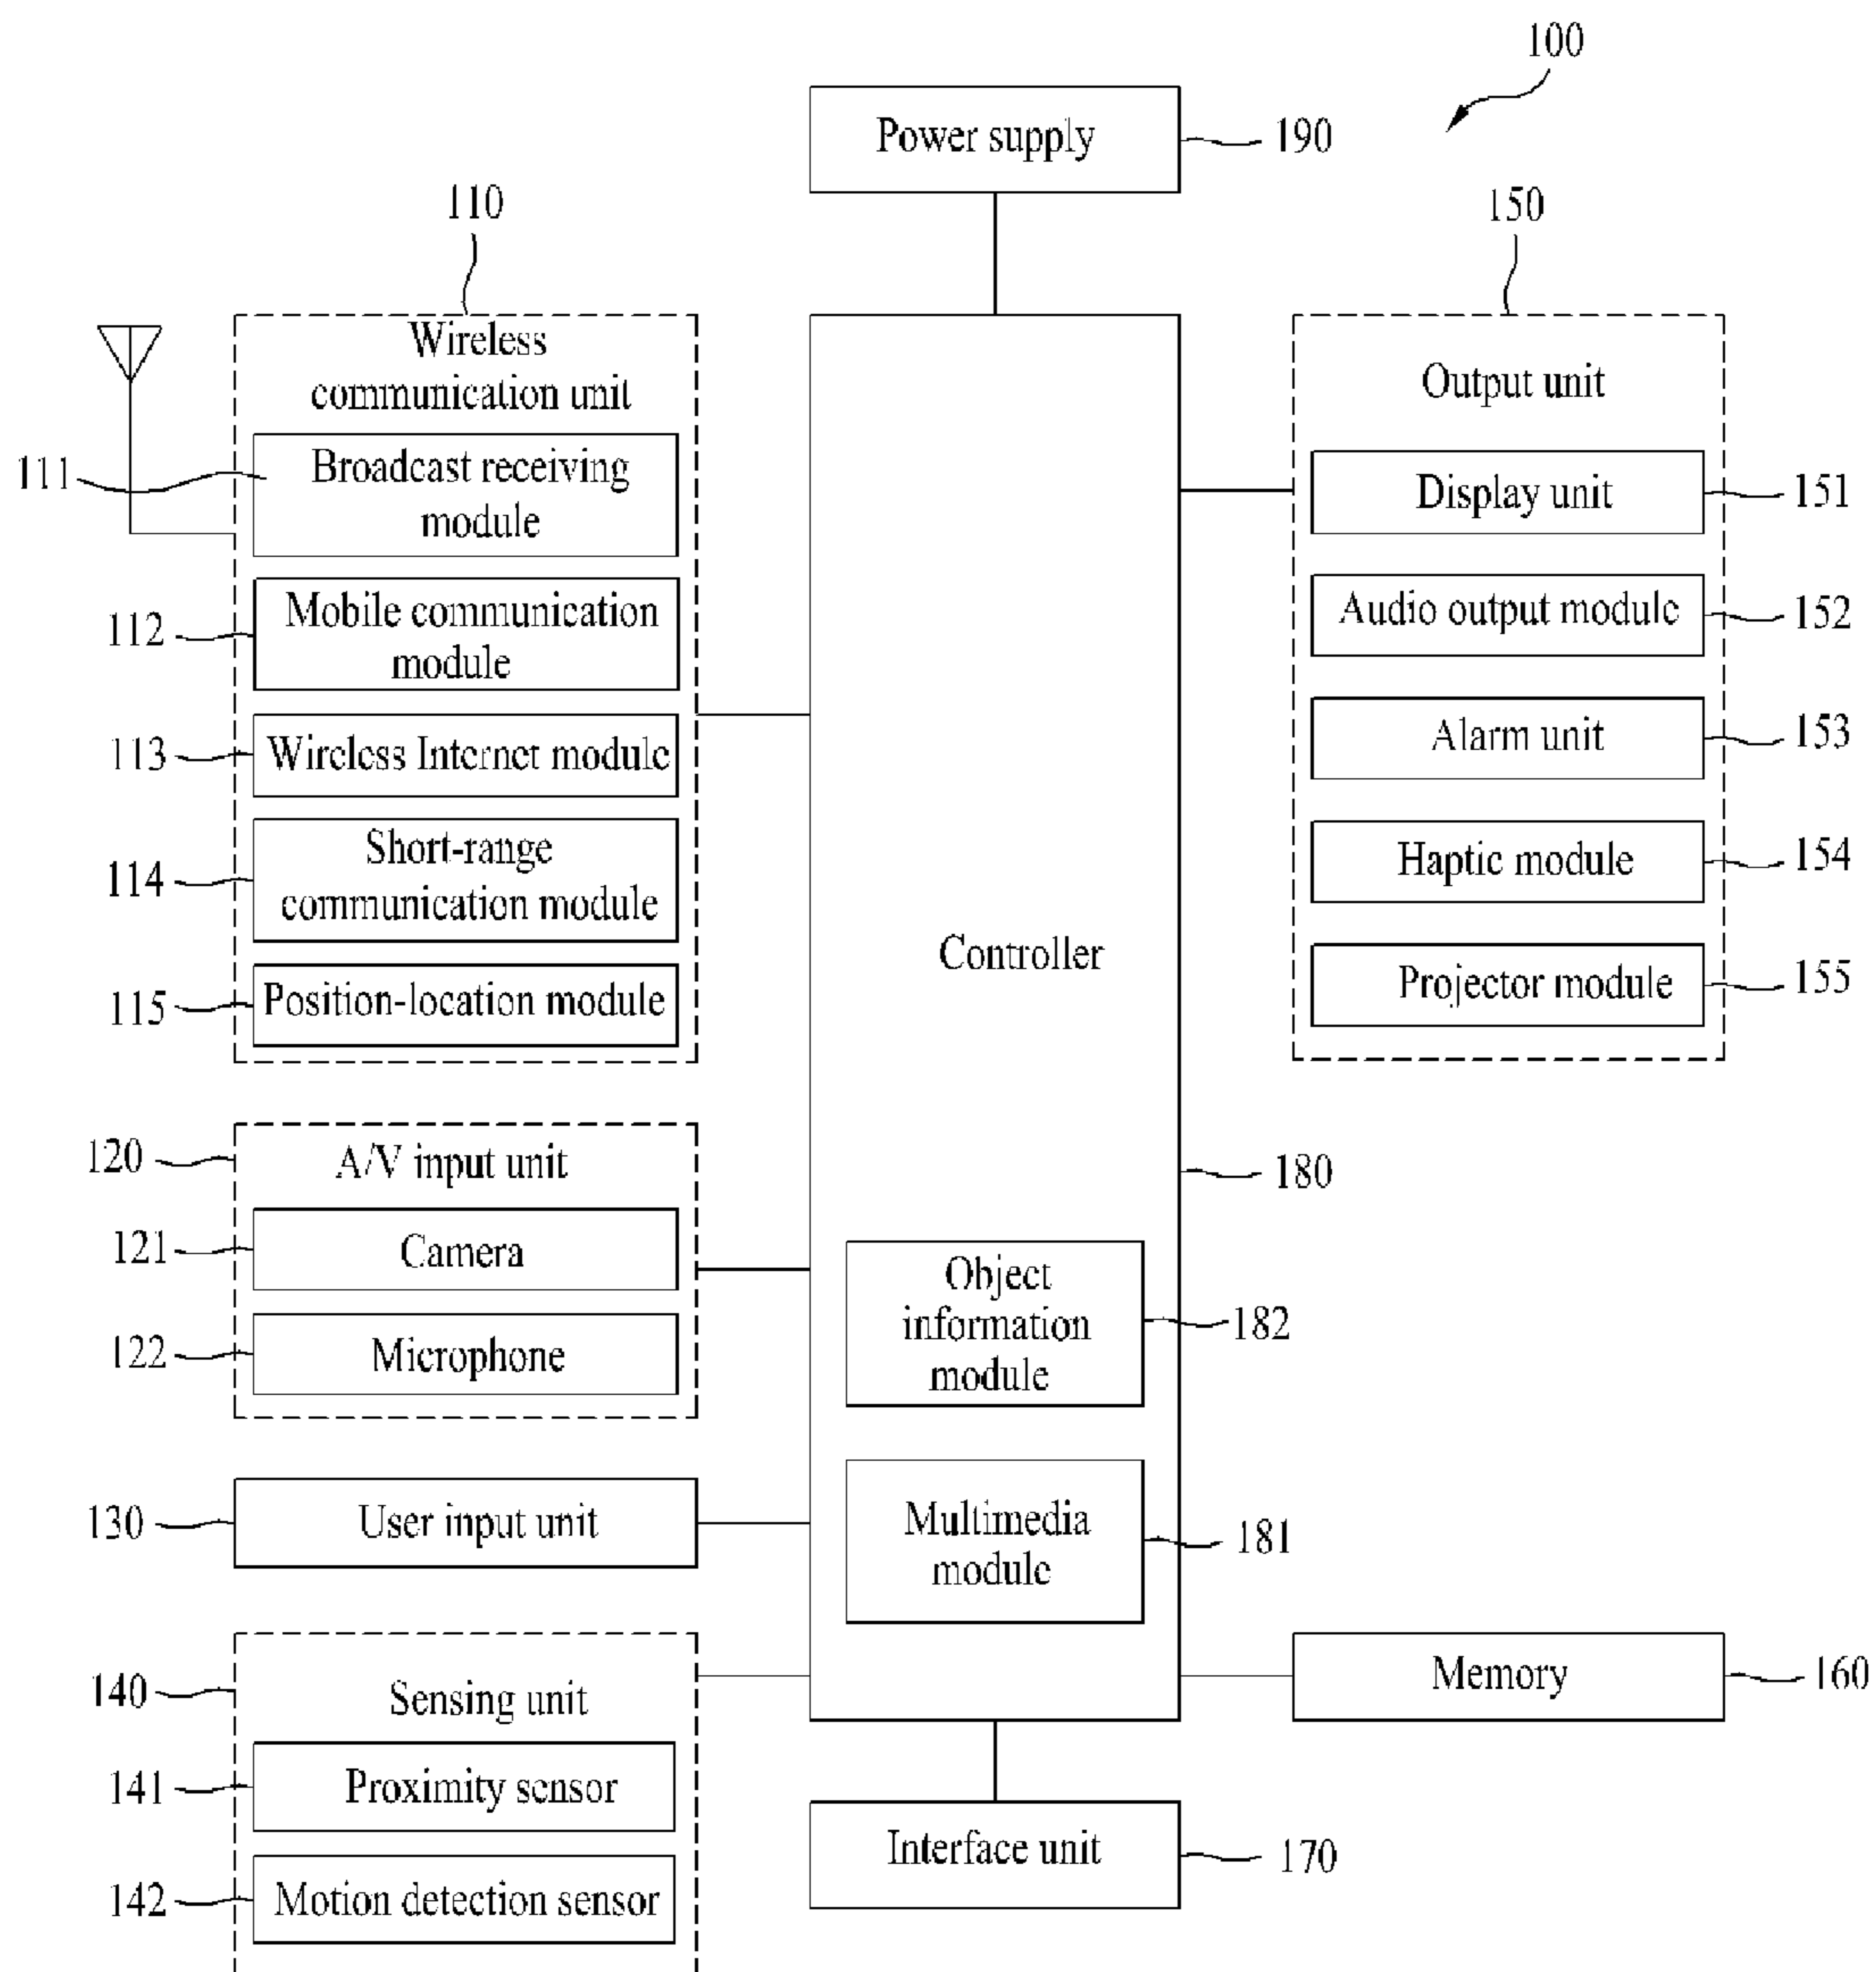 100
Power supply
190
110
150
Wireless
communication unit
111
Broadcast receiving
module
112
Mobile communication
module
113
Wireless Internet module
114
Short-range
communication module
115
Position-location module
Output unit
Display unit
151
Audio output module
152
Alarm unit
153
Haptic module
154
Projector module
155
Controller
180
120
A/V input unit
121
Camera
122
Microphone
Object
information
module
182
130
User input unit
Multimedia
module
181
140
Sensing unit
141
Proximity sensor
142
Motion detection sensor
Memory
160
Interface unit
170